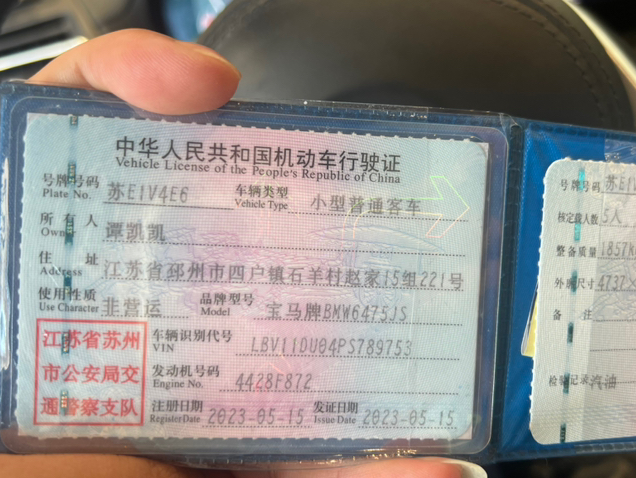 中华人民共和国机动车行驶证
Vehicle License of the People's Republic of China
号牌号码 Plate No. 苏E1V4E6 车辆类型 Vehicle Type 小型普通客车
所有人 Owner 谭凯凯
住址 Address 江苏省邳州市四户镇石羊村赵家15组221号
使用性质 Use Character 非营运 品牌型号 Model 宝马牌BMW6475JS
车辆识别代号 VIN LBV11DU04PS789753
发动机号码 Engine No. 4428F872
注册日期 Register Date 2023-05-15 发证日期 Issue Date 2023-05-15
江苏省苏州
市公安局交
通警察支队
号牌号码 苏E1
核定载人数 5人
整备质量 1857K
外廓尺寸 4737
备注
检验记录 汽油